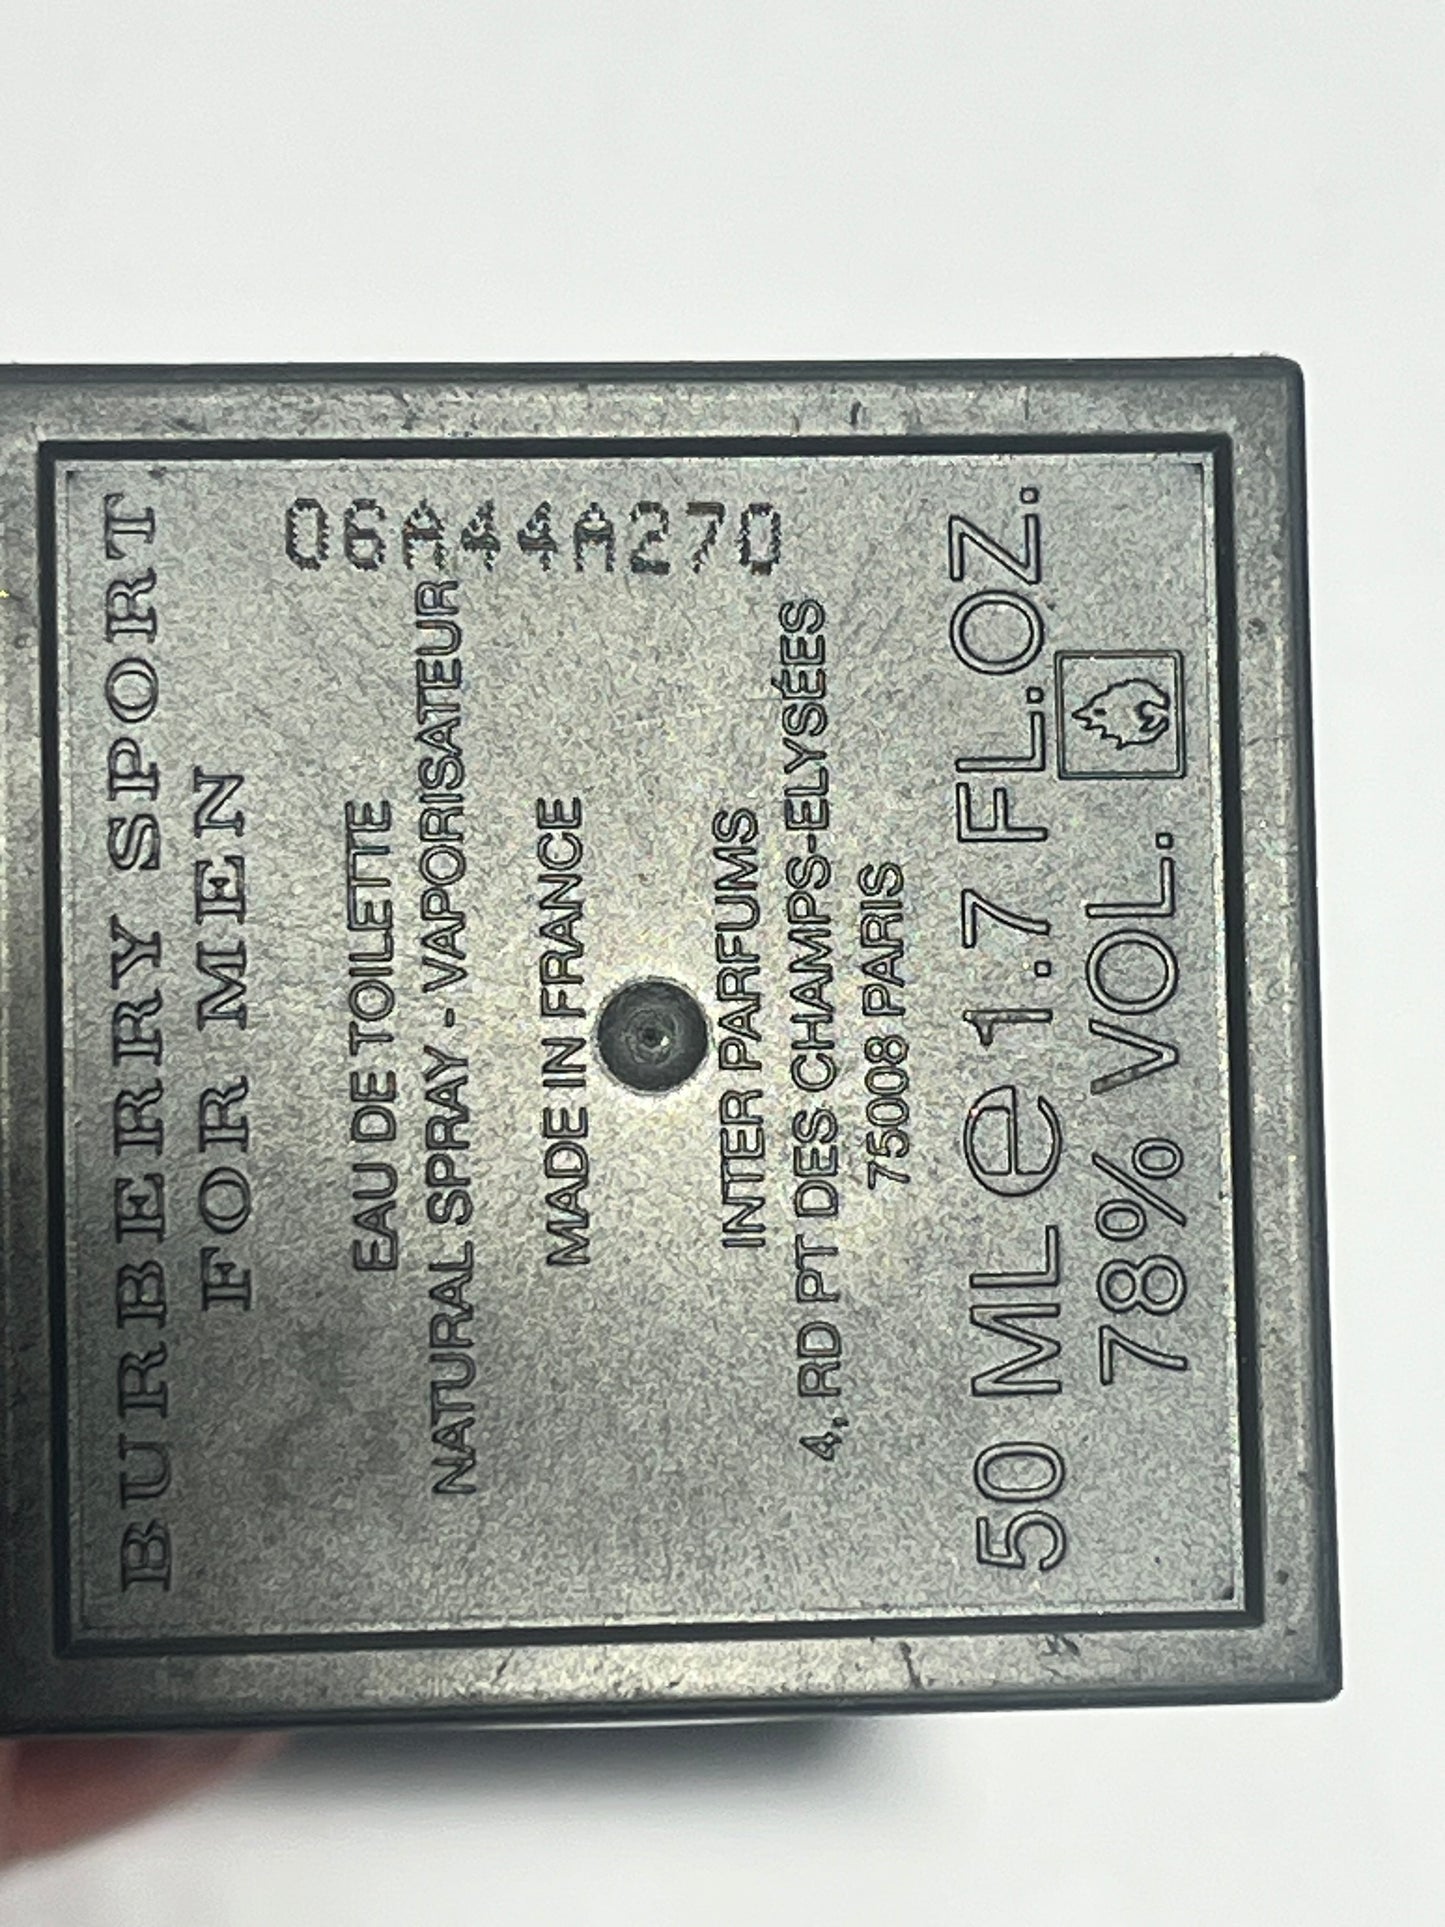 BURBERRY SPORT
FOR MEN
06A44A270
EAU DE TOILETTE
NATURAL SPRAY - VAPORISATEUR
MADE IN FRANCE
INTER PARFUMS
4, RD PT DES CHAMPS-ELYSÉES
75008 PARIS
50 ML e 1.7 FL.OZ.
78% VOL.